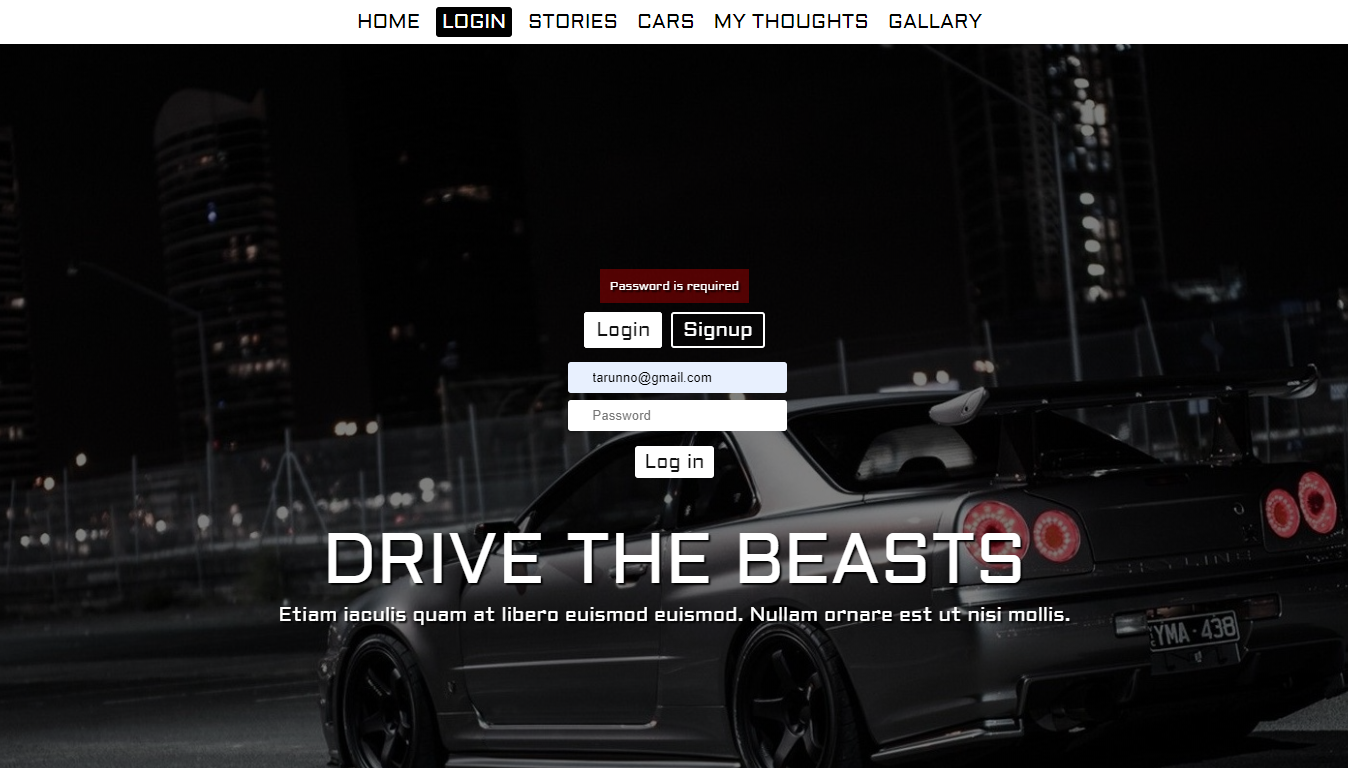 HOME LOGIN STORIES CARS MY THOUGHTS GALLARY
Password is required
Login Signup
tarunno@gmail.com
Password
Log in
DRIVE THE BEASTS
Etiam iaculis quam at libero euismod euismod. Nullam ornare est ut nisi mollis.
SKYLINE
YMA·438